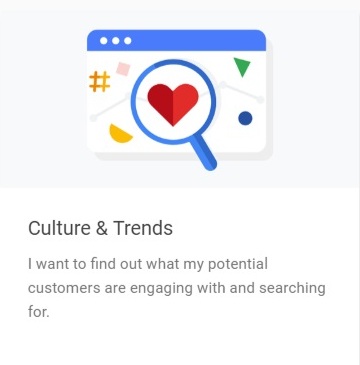 #
Culture & Trends
I want to find out what my potential
customers are engaging with and searching
for.